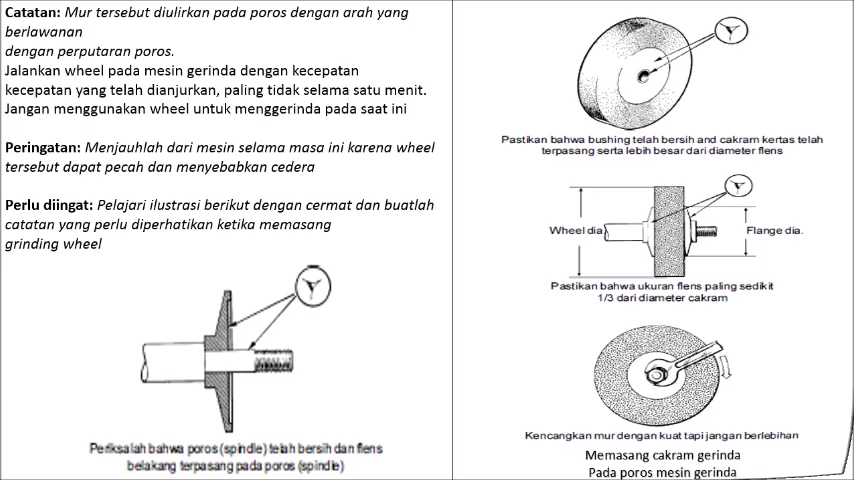 Catatan: Mur tersebut diulirkan pada poros dengan arah yang
berlawanan
dengan perputaran poros.
Jalankan wheel pada mesin gerinda dengan kecepatan
kecepatan yang telah dianjurkan, paling tidak selama satu menit.
Jangan menggunakan wheel untuk menggerinda pada saat ini
Peringatan: Menjauhlah dari mesin selama masa ini karena wheel
tersebut dapat pecah dan menyebabkan cedera
Perlu diingat: Pelajari ilustrasi berikut dengan cermat dan buatlah
catatan yang perlu diperhatikan ketika memasang
grinding wheel
Periksalah bahwa poros (spindle) telah bersih dan flens
belakang terpasang pada poros (spindle)
Pastikan bahwa bushing telah bersih and cakram kertas telah
terpasang serta lebih besar dari diameter flens
Wheel dia.
Flange dia.
Pastikan bahwa ukuran flens paling sedikit
1/3 dari diameter cakram
Kencangkan mur dengan kuat tapi jangan berlebihan
Memasang cakram gerinda
Pada poros mesin gerinda